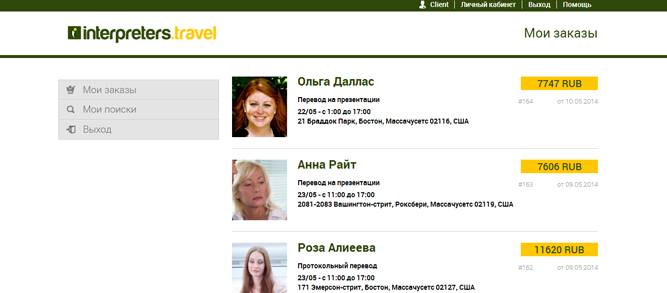 Client Личный кабинет Выход Помощь
interpreters.travel
Мои заказы
Мои заказы
Мои поиски
Выход
Ольга Даллас
7747 RUB
Перевод на презентации
#164 от 10.05.2014
22/05 - с 1:00 до 17:00
21 Браддок Парк, Бостон, Массачусетс 02116, США
Анна Райт
7606 RUB
Перевод на презентации
#163 от 09.05.2014
23/05 - с 11:00 до 17:00
2081-2083 Вашингтон-стрит, Роксбери, Массачусетс 02119, США
Роза Алиеева
11620 RUB
Протокольный перевод
#162 от 09.05.2014
23/05 - с 11:00 до 17:00
171 Эмерсон-стрит, Бостон, Массачусетс 02127, США